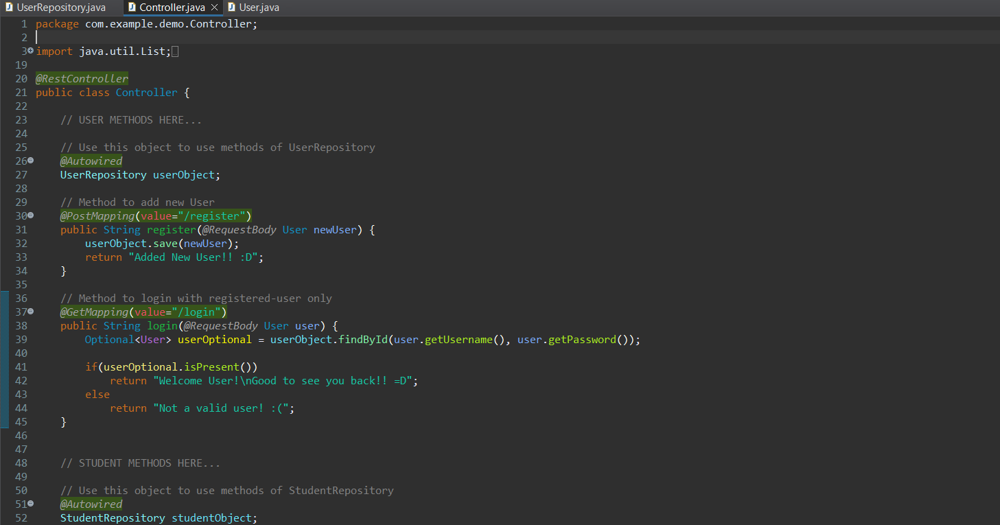 UserRepository.java Controller.java User.java
1 package com.example.demo.Controller;
2
3 import java.util.List;
19
20 @RestController
21 public class Controller {
22
23 // USER METHODS HERE...
24
25 // Use this object to use methods of UserRepository
26 @Autowired
27 UserRepository userObject;
28
29 // Method to add new User
30 @PostMapping(value="/register")
31 public String register(@RequestBody User newUser) {
32 userObject.save(newUser);
33 return "Added New User!! :D";
34 }
35
36 // Method to login with registered-user only
37 @GetMapping(value="/login")
38 public String login(@RequestBody User user) {
39 Optional<User> userOptional = userObject.findById(user.getUsername(), user.getPassword());
40
41 if(userOptional.isPresent())
42 return "Welcome User!\nGood to see you back!! =D";
43 else
44 return "Not a valid user! :(";
45 }
46
47
48 // STUDENT METHODS HERE...
49
50 // Use this object to use methods of StudentRepository
51 @Autowired
52 StudentRepository studentObject;